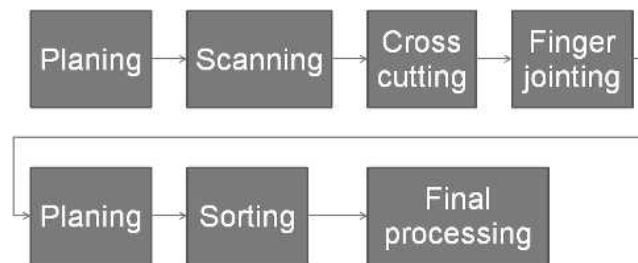 Planing
Scanning
Cross
cutting
Finger
jointing
Planing
Sorting
Final
processing